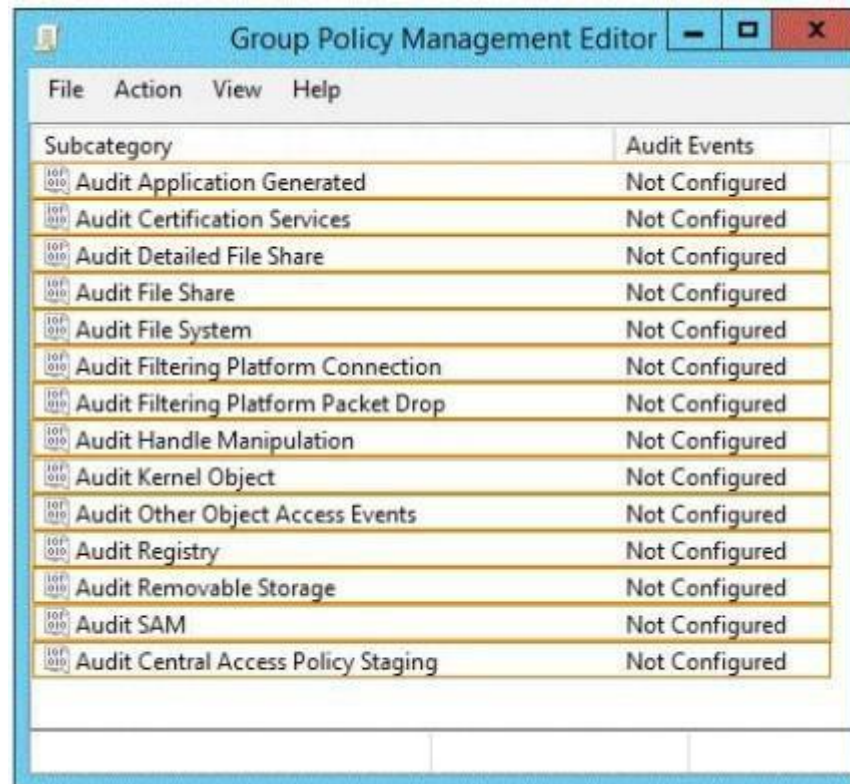 Group Policy Management Editor
File Action View Help
Subcategory Audit Events
Audit Application Generated Not Configured
Audit Certification Services Not Configured
Audit Detailed File Share Not Configured
Audit File Share Not Configured
Audit File System Not Configured
Audit Filtering Platform Connection Not Configured
Audit Filtering Platform Packet Drop Not Configured
Audit Handle Manipulation Not Configured
Audit Kernel Object Not Configured
Audit Other Object Access Events Not Configured
Audit Registry Not Configured
Audit Removable Storage Not Configured
Audit SAM Not Configured
Audit Central Access Policy Staging Not Configured